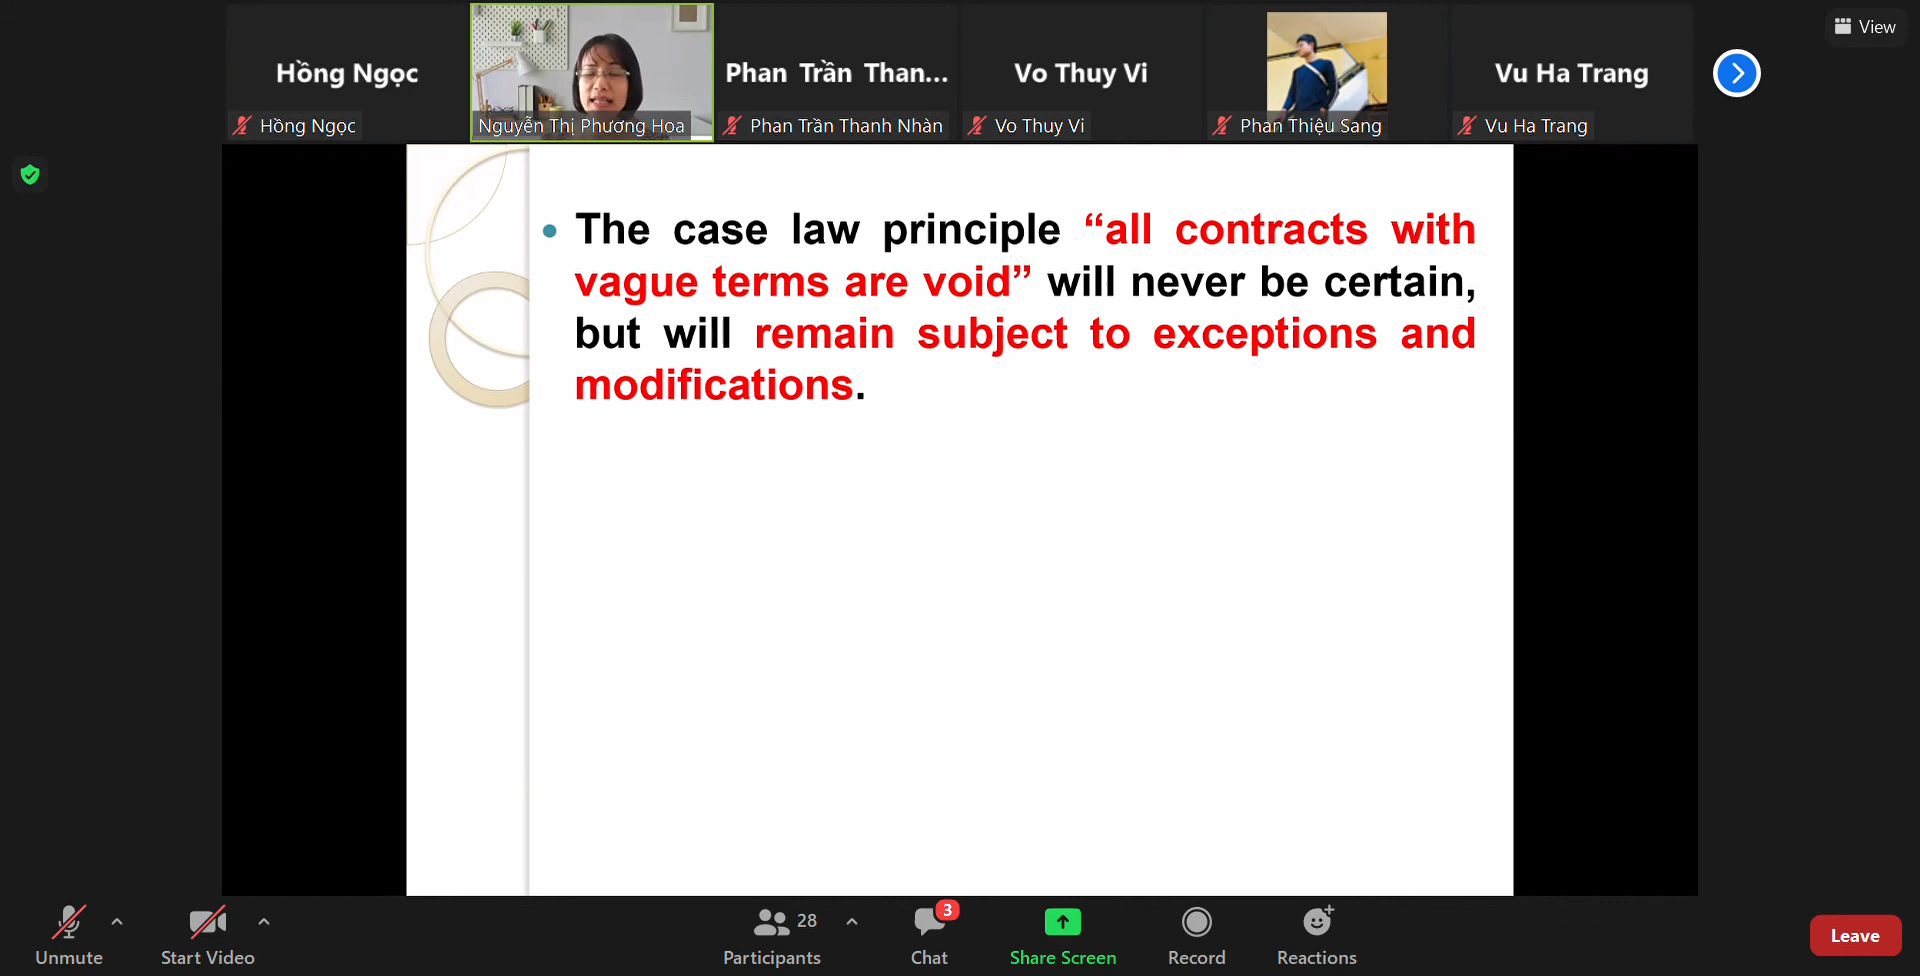 View
Hồng Ngọc
Phan Trần Than...
Vo Thuy Vi
Vu Ha Trang
Hồng Ngọc
Nguyễn Thị Phương Hoa
Phan Trần Thanh Nhàn
Vo Thuy Vi
Phan Thiệu Sang
Vu Ha Trang
• The case law principle “all contracts with
vague terms are void” will never be certain,
but will remain subject to exceptions and
modifications.
28
3
Unmute
Start Video
Participants
Chat
Share Screen
Record
Reactions
Leave